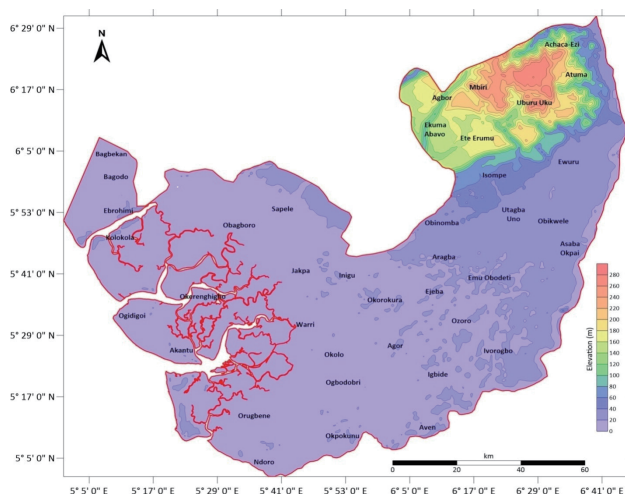 6° 29' 0" N
6° 17' 0" N
6° 5' 0" N
5° 53' 0" N
5° 41' 0" N
5° 29' 0" N
5° 17' 0" N
5° 5' 0" N
N
Achaca-Ezi
Atuma
Mbiri
Agbor
Uburu Uku
Ekuma
Abavo
Ete Erumu
Ewuru
Isompe
Bagbekan
Bagodo
Ebrohimi
Kolokola
Sapele
Obagboro
Utagba
Uno
Obinomba
Obikwele
Asaba
Okpai
Aragba
Jakpa
Inigu
Emu Obodeti
Okerenghigbo
Okorokura
Ejeba
Ogidigoi
Warri
Ozoro
Akantu
Okolo
Agor
Ivorogbo
Igbide
Ogbodobri
Orugbene
Aven
Okpokunu
Ndoro
Elevation (m)
280
260
240
220
200
180
160
140
120
100
80
60
40
20
0
km
0 20 40 60
5° 5' 0" E 5° 17' 0" E 5° 29' 0" E 5° 41' 0" E 5° 53' 0" E 6° 5' 0" E 6° 17' 0" E 6° 29' 0" E 6° 41' 0" E